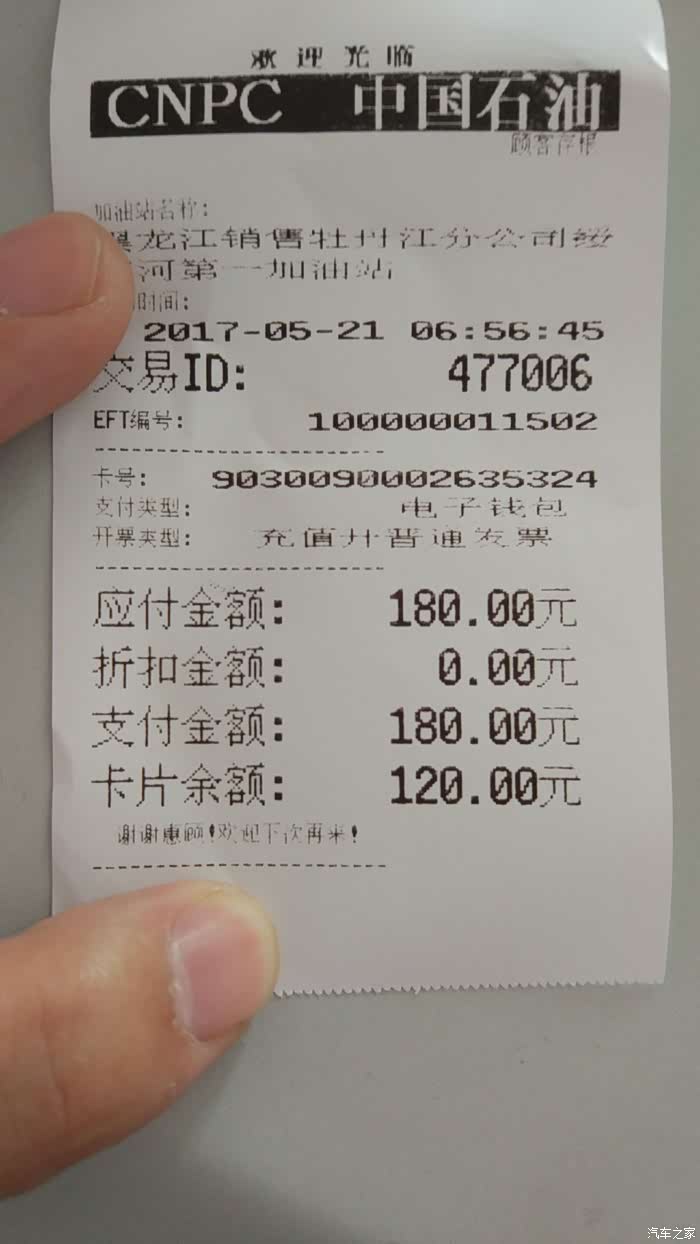 欢迎光临
CNPC 中国石油
顾客存根
加油站名称:
龙江销售牡丹江分公司绥
河第一加油站
时间:
2017-05-21 06:56:45
交易ID: 477006
EFT编号: 100000011502
卡号: 9030090002635324
支付类型: 电子钱包
开票类型: 充值开普通发票
应付金额: 180.00元
折扣金额: 0.00元
支付金额: 180.00元
卡片余额: 120.00元
谢谢惠顾!欢迎下次再来!
汽车之家